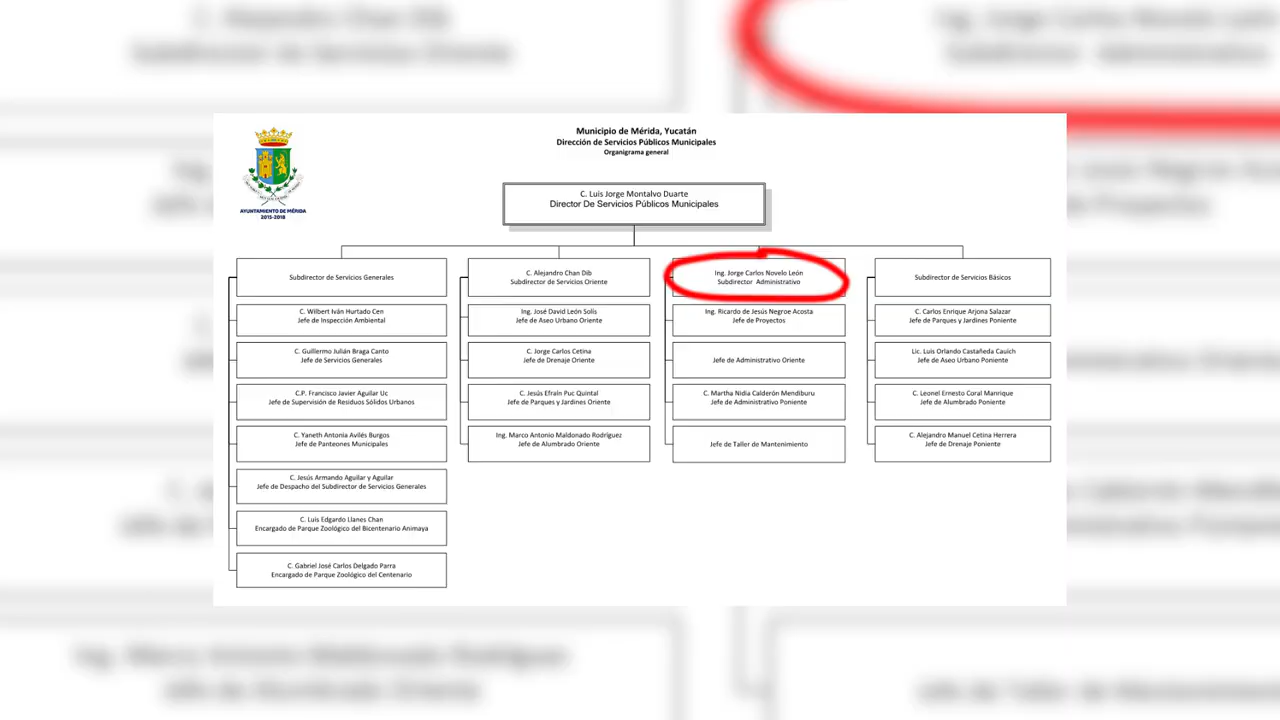 Municipio de Mérida, Yucatán
Dirección de Servicios Públicos Municipales
Organigrama general
AYUNTAMIENTO DE MÉRIDA
2015-2018
C. Luis Jorge Montalvo Duarte
Director De Servicios Públicos Municipales
Subdirector de Servicios Generales
C. Wilbert Iván Hurtado Cen
Jefe de Inspección Ambiental
C. Guillermo Julián Braga Canto
Jefe de Servicios Generales
C.P. Francisco Javier Aguilar Uc
Jefe de Supervisión de Residuos Sólidos Urbanos
C. Yaneth Antonia Avilés Burgos
Jefe de Panteones Municipales
C. Jesús Armando Aguilar y Aguilar
Jefe de Despacho del Subdirector de Servicios Generales
C. Luis Edgardo Llanes Chan
Encargado de Parque Zoológico del Bicentenario Animaya
C. Gabriel José Carlos Delgado Parra
Encargado de Parque Zoológico del Centenario
C. Alejandro Chan Dib
Subdirector de Servicios Oriente
Ing. José David León Solís
Jefe de Aseo Urbano Oriente
C. Jorge Carlos Cetina
Jefe de Drenaje Oriente
C. Jesús Efraín Puc Quintal
Jefe de Parques y Jardines Oriente
Ing. Marco Antonio Maldonado Rodríguez
Jefe de Alumbrado Oriente
Ing. Jorge Carlos Novelo León
Subdirector Administrativo
Ing. Ricardo de Jesús Negroe Acosta
Jefe de Proyectos
Jefe de Administrativo Oriente
C. Martha Nidia Calderón Mendiburu
Jefe de Administrativo Poniente
Jefe de Taller de Mantenimiento
Subdirector de Servicios Básicos
C. Carlos Enrique Arjona Salazar
Jefe de Parques y Jardines Poniente
Lic. Luis Orlando Castañeda Cauich
Jefe de Aseo Urbano Poniente
C. Leonel Ernesto Coral Manrique
Jefe de Alumbrado Poniente
C. Alejandro Manuel Cetina Herrera
Jefe de Drenaje Poniente